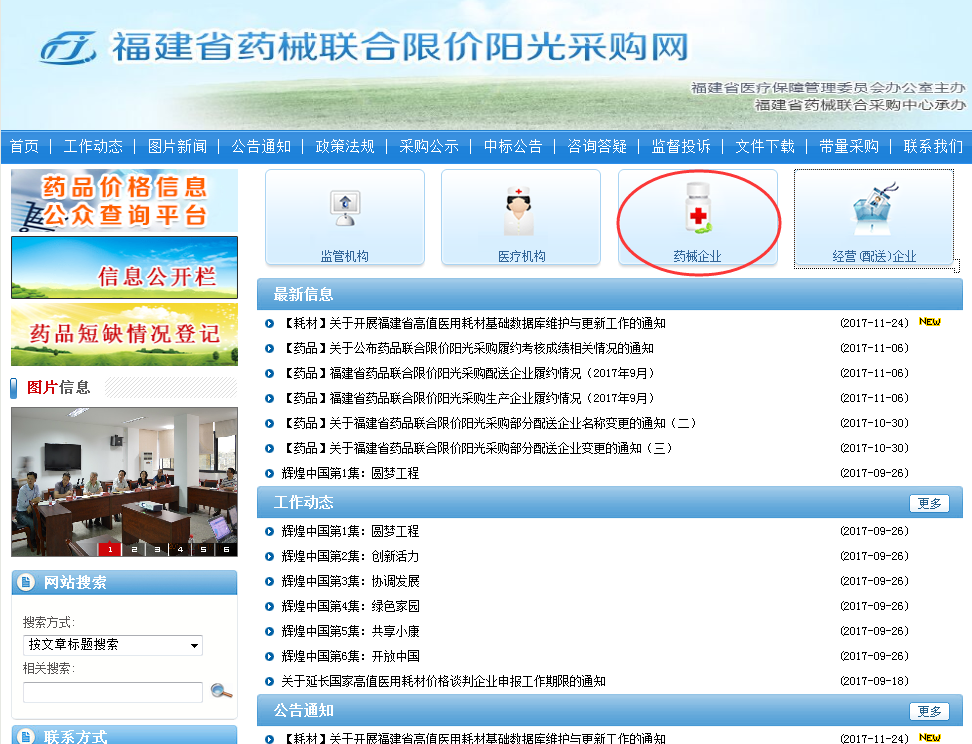 福建省药械联合限价阳光采购网
福建省医疗保障管理委员会办公室主办
福建省药械联合采购中心承办
首页 | 工作动态 | 图片新闻 | 公告通知 | 政策法规 | 采购公示 | 中标公告 | 咨询答疑 | 监督投诉 | 文件下载 | 带量采购 | 联系我们
药品价格信息
公众查询平台
信息公开栏
药品短缺情况登记
图片信息
1 2 3 4 5 6
网站搜索
搜索方式:
按文章标题搜索
相关搜索:
联系方式
监管机构
医疗机构
药械企业
经营(配送)企业
最新信息
【耗材】关于开展福建省高值医用耗材基础数据库维护与更新工作的通知 (2017-11-24) NEW
【药品】关于公布药品联合限价阳光采购履约考核成绩相关情况的通知 (2017-11-06)
【药品】福建省药品联合限价阳光采购配送企业履约情况（2017年9月） (2017-11-06)
【药品】福建省药品联合限价阳光采购生产企业履约情况（2017年9月） (2017-11-06)
【药品】关于福建省药品联合限价阳光采购部分配送企业名称变更的通知（二） (2017-10-30)
【药品】关于福建省药品联合限价阳光采购部分配送企业变更的通知（三） (2017-10-30)
辉煌中国第1集：圆梦工程 (2017-09-26)
工作动态 更多
辉煌中国第1集：圆梦工程 (2017-09-26)
辉煌中国第2集：创新活力 (2017-09-26)
辉煌中国第3集：协调发展 (2017-09-26)
辉煌中国第4集：绿色家园 (2017-09-26)
辉煌中国第5集：共享小康 (2017-09-26)
辉煌中国第6集：开放中国 (2017-09-26)
关于延长国家高值医用耗材价格谈判企业申报工作期限的通知 (2017-09-18)
公告通知 更多
【耗材】关于开展福建省高值医用耗材基础数据库维护与更新工作的通知 (2017-11-24) NEW